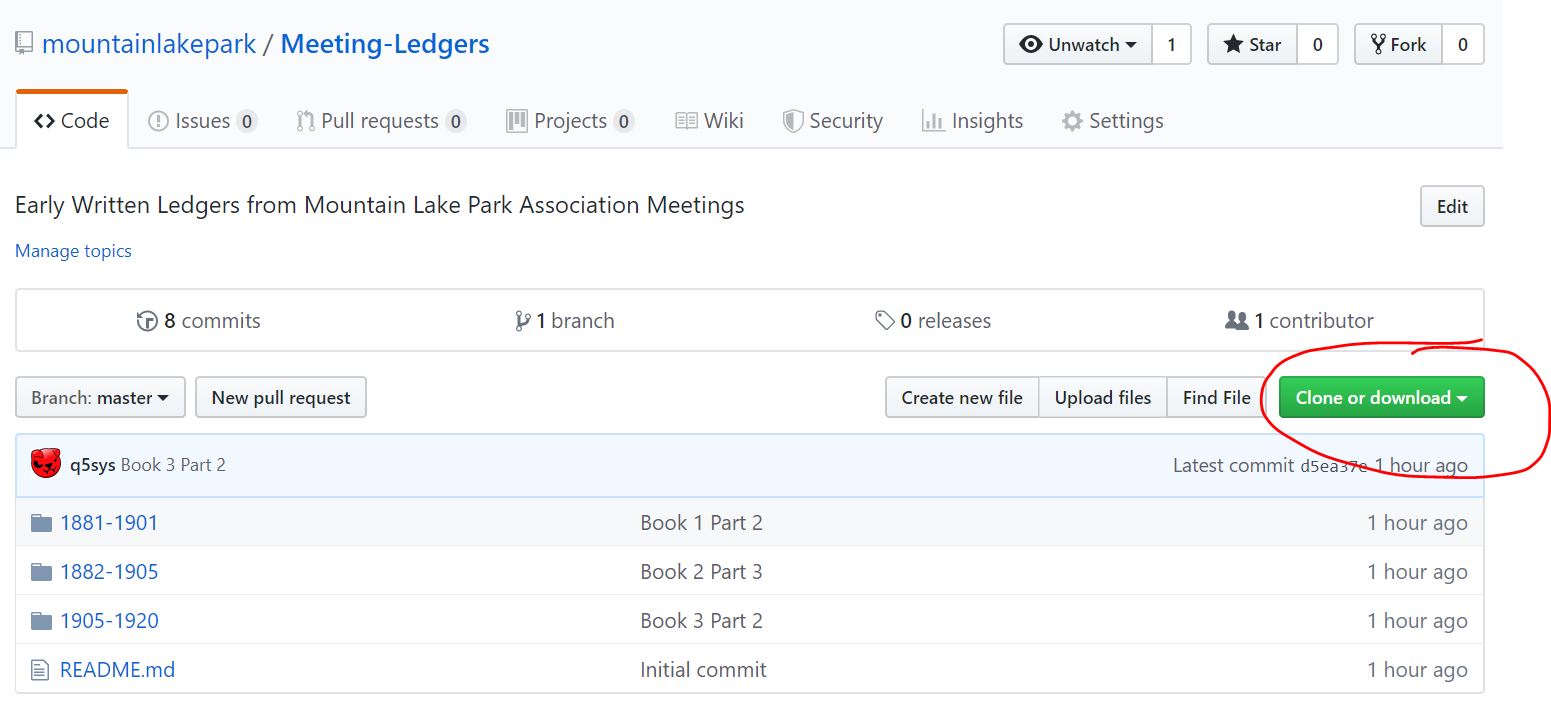 mountainlakepark / Meeting-Ledgers Unwatch 1 Star 0 Fork 0
Code Issues 0 Pull requests 0 Projects 0 Wiki Security Insights Settings
Early Written Ledgers from Mountain Lake Park Association Meetings Edit
Manage topics
8 commits 1 branch 0 releases 1 contributor
Branch: master New pull request Create new file Upload files Find File Clone or download
q5sys Book 3 Part 2 Latest commit d5ea37e 1 hour ago
1881-1901 Book 1 Part 2 1 hour ago
1882-1905 Book 2 Part 3 1 hour ago
1905-1920 Book 3 Part 2 1 hour ago
README.md Initial commit 1 hour ago